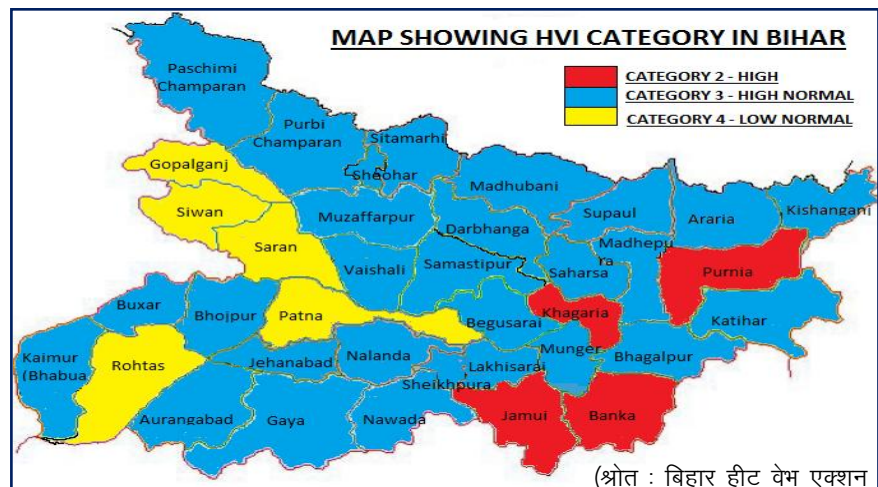 MAP SHOWING HVI CATEGORY IN BIHAR
CATEGORY 2 - HIGH
CATEGORY 3 - HIGH NORMAL
CATEGORY 4 - LOW NORMAL
Paschimi
Champaran
Purbi
Champaran
Sitamarhi
Sheohar
Gopalganj
Madhubani
Siwan
Muzaffarpur
Darbhanga
Supaul
Araria
Kishanganj
Saran
Madhepu
ra
Vaishali
Samastipur
Saharsa
Purnia
Buxar
Bhojpur
Patna
Begusarai
Khagaria
Katihar
Kaimur
(Bhabua
Rohtas
Jehanabad
Nalanda
Lakhisarai
Munger
Bhagalpur
Sheikhpura
Aurangabad
Gaya
Nawada
Jamui
Banka
(श्रोत : बिहार हीट वेभ एक्शन